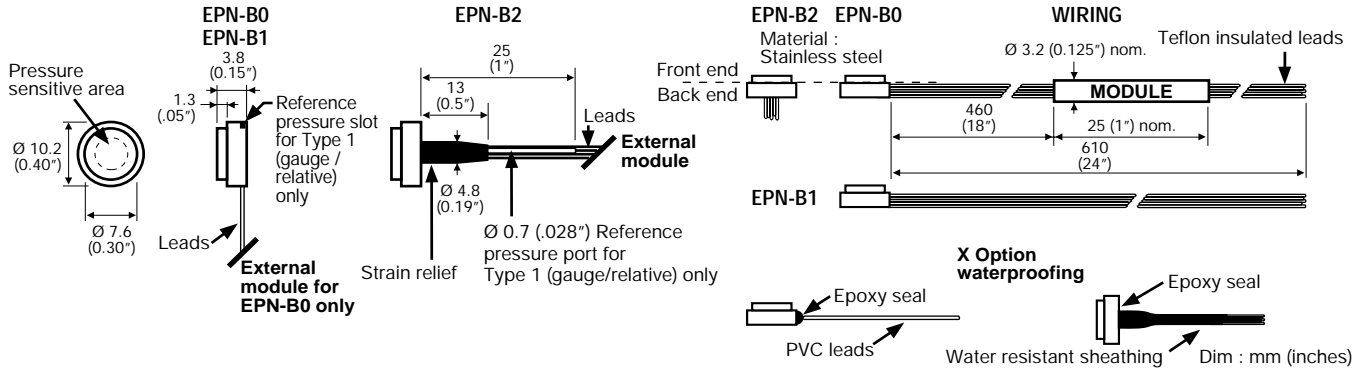 EPN-B0
EPN-B1
3.8
(0.15")
1.3
(.05")
Pressure
sensitive area
Ø 10.2
(0.40")
Ø 7.6
(0.30")
Reference
pressure slot
for Type 1
(gauge /
relative)
only
Leads
External
module for
EPN-B0 only
EPN-B2
25
(1")
13
(0.5")
Leads
External
module
Ø 4.8
(0.19")
Ø 0.7 (.028") Reference
pressure port for
Type 1 (gauge/relative) only
Strain relief
EPN-B2 EPN-B0 WIRING
Material :
Stainless steel
Ø 3.2 (0.125") nom.
Teflon insulated leads
Front end
Back end
MODULE
460
(18")
25 (1") nom.
610
(24")
EPN-B1
X Option
waterproofing
Epoxy seal
PVC leads
Epoxy seal
Water resistant sheathing
Dim : mm (inches)